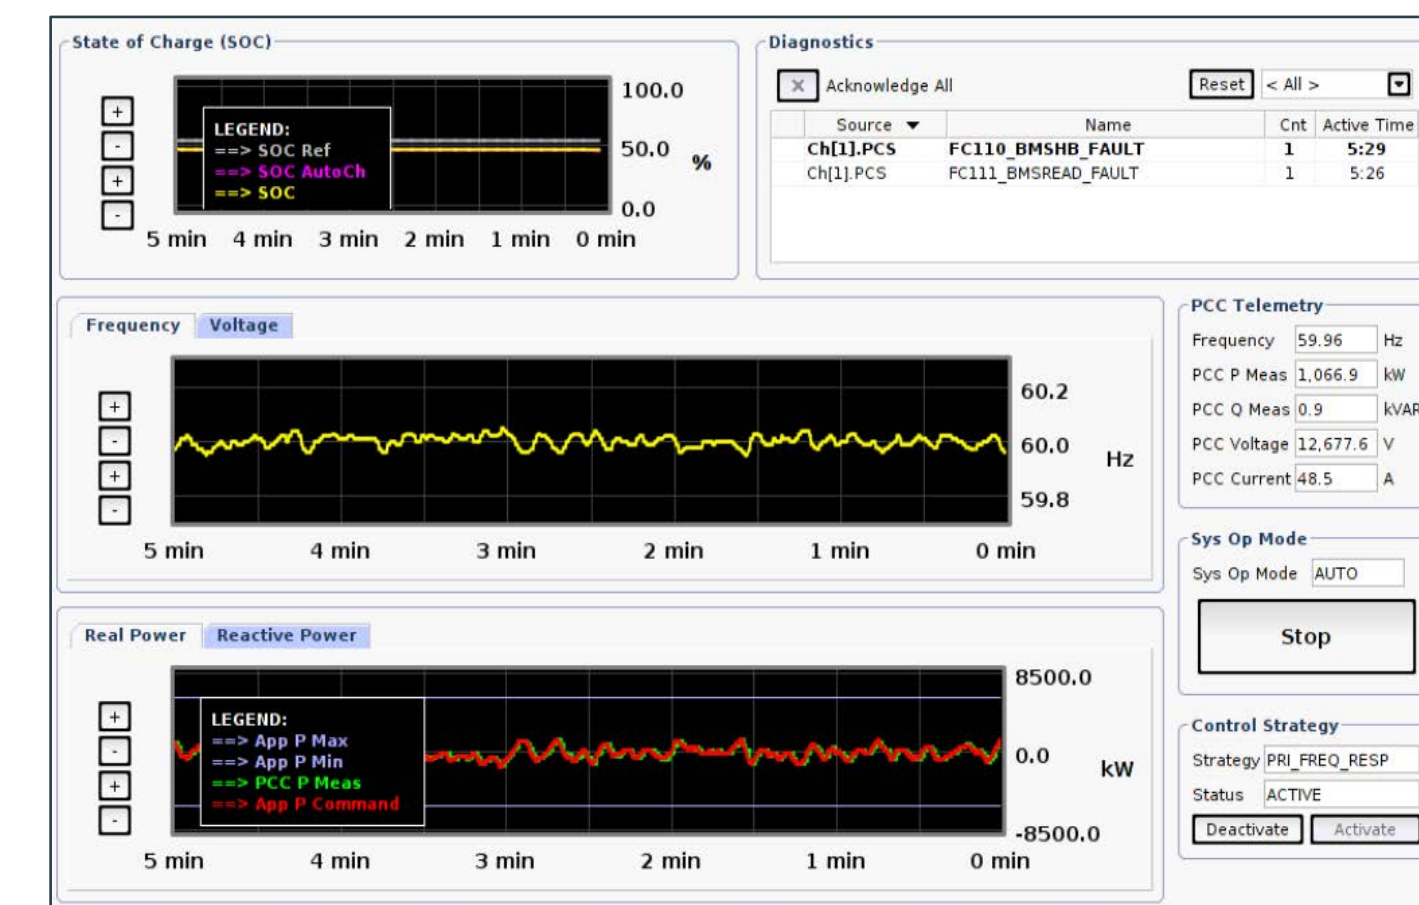 State of Charge (SOC)
+
-
+
-
LEGEND:
==> SOC Ref
==> SOC AutoCh
==> SOC
100.0
50.0
0.0
%
5 min 4 min 3 min 2 min 1 min 0 min
Diagnostics
x Acknowledge All Reset < All >
Source Name Cnt Active Time
Ch[1].PCS FC110_BMSHB_FAULT 1 5:29
Ch[1].PCS FC111_BMSREAD_FAULT 1 5:26
Frequency Voltage
+
-
+
-
60.2
60.0
59.8
Hz
5 min 4 min 3 min 2 min 1 min 0 min
PCC Telemetry
Frequency 59.96 Hz
PCC P Meas 1,066.9 kW
PCC Q Meas 0.9 kVAR
PCC Voltage 12,677.6 V
PCC Current 48.5 A
Sys Op Mode
Sys Op Mode AUTO
Stop
Real Power Reactive Power
+
-
+
-
LEGEND:
==> App P Max
==> App P Min
==> PCC P Meas
==> App P Command
8500.0
0.0
-8500.0
kW
5 min 4 min 3 min 2 min 1 min 0 min
Control Strategy
Strategy PRI_FREQ_RESP
Status ACTIVE
Deactivate Activate